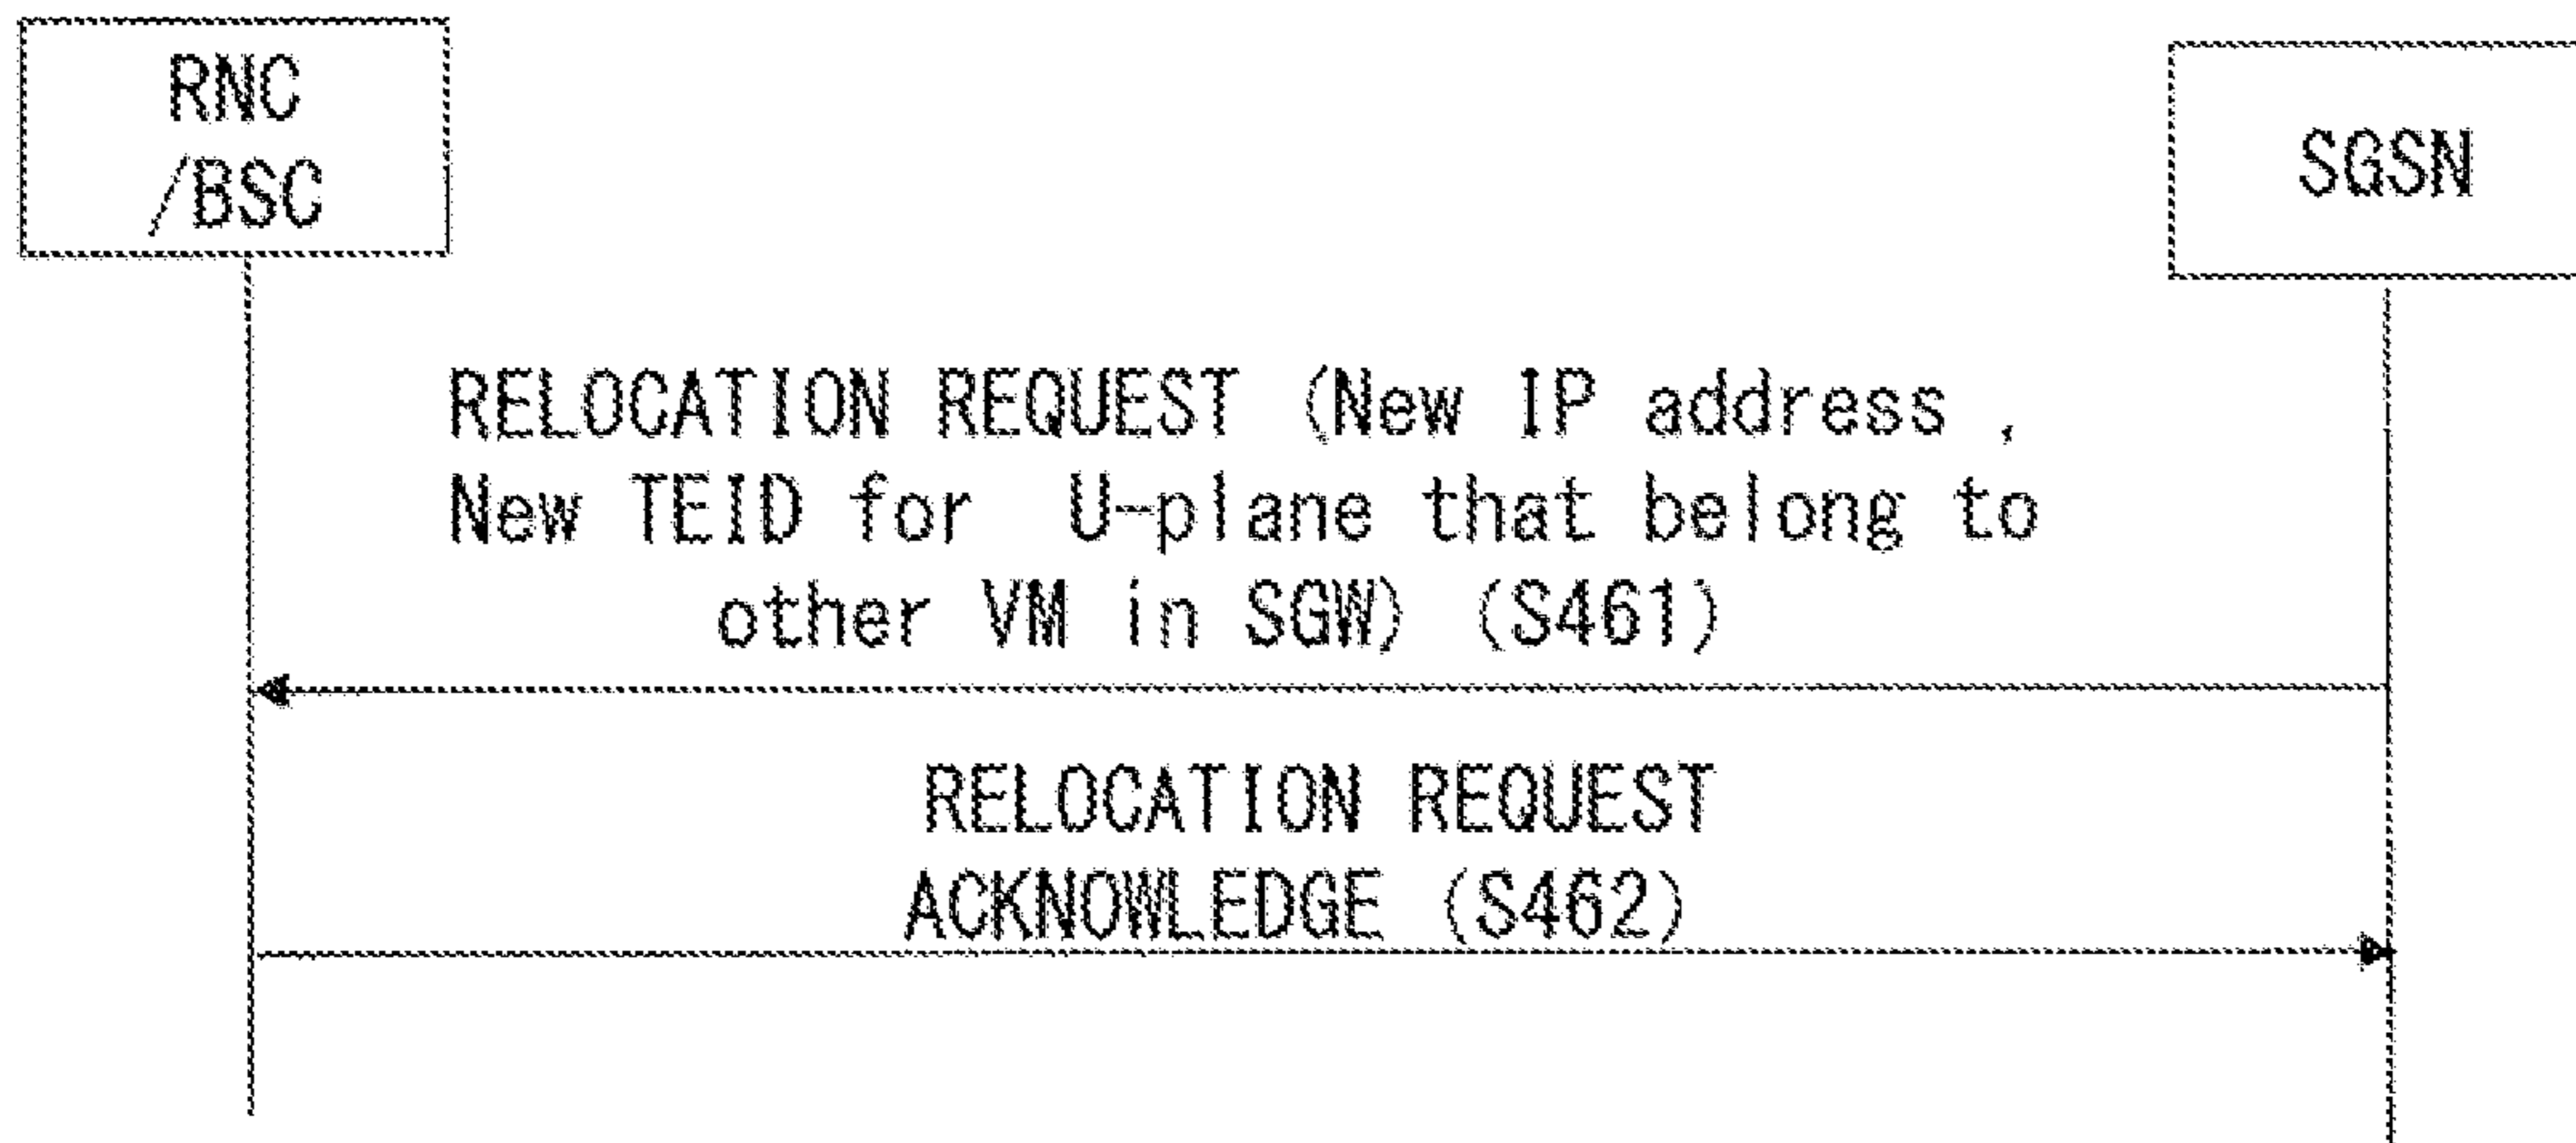 RNC
/BSC
SGSN
RELOCATION REQUEST (New IP address ,
New TEID for U-plane that belong to
other VM in SGW) (S461)
RELOCATION REQUEST
ACKNOWLEDGE (S462)